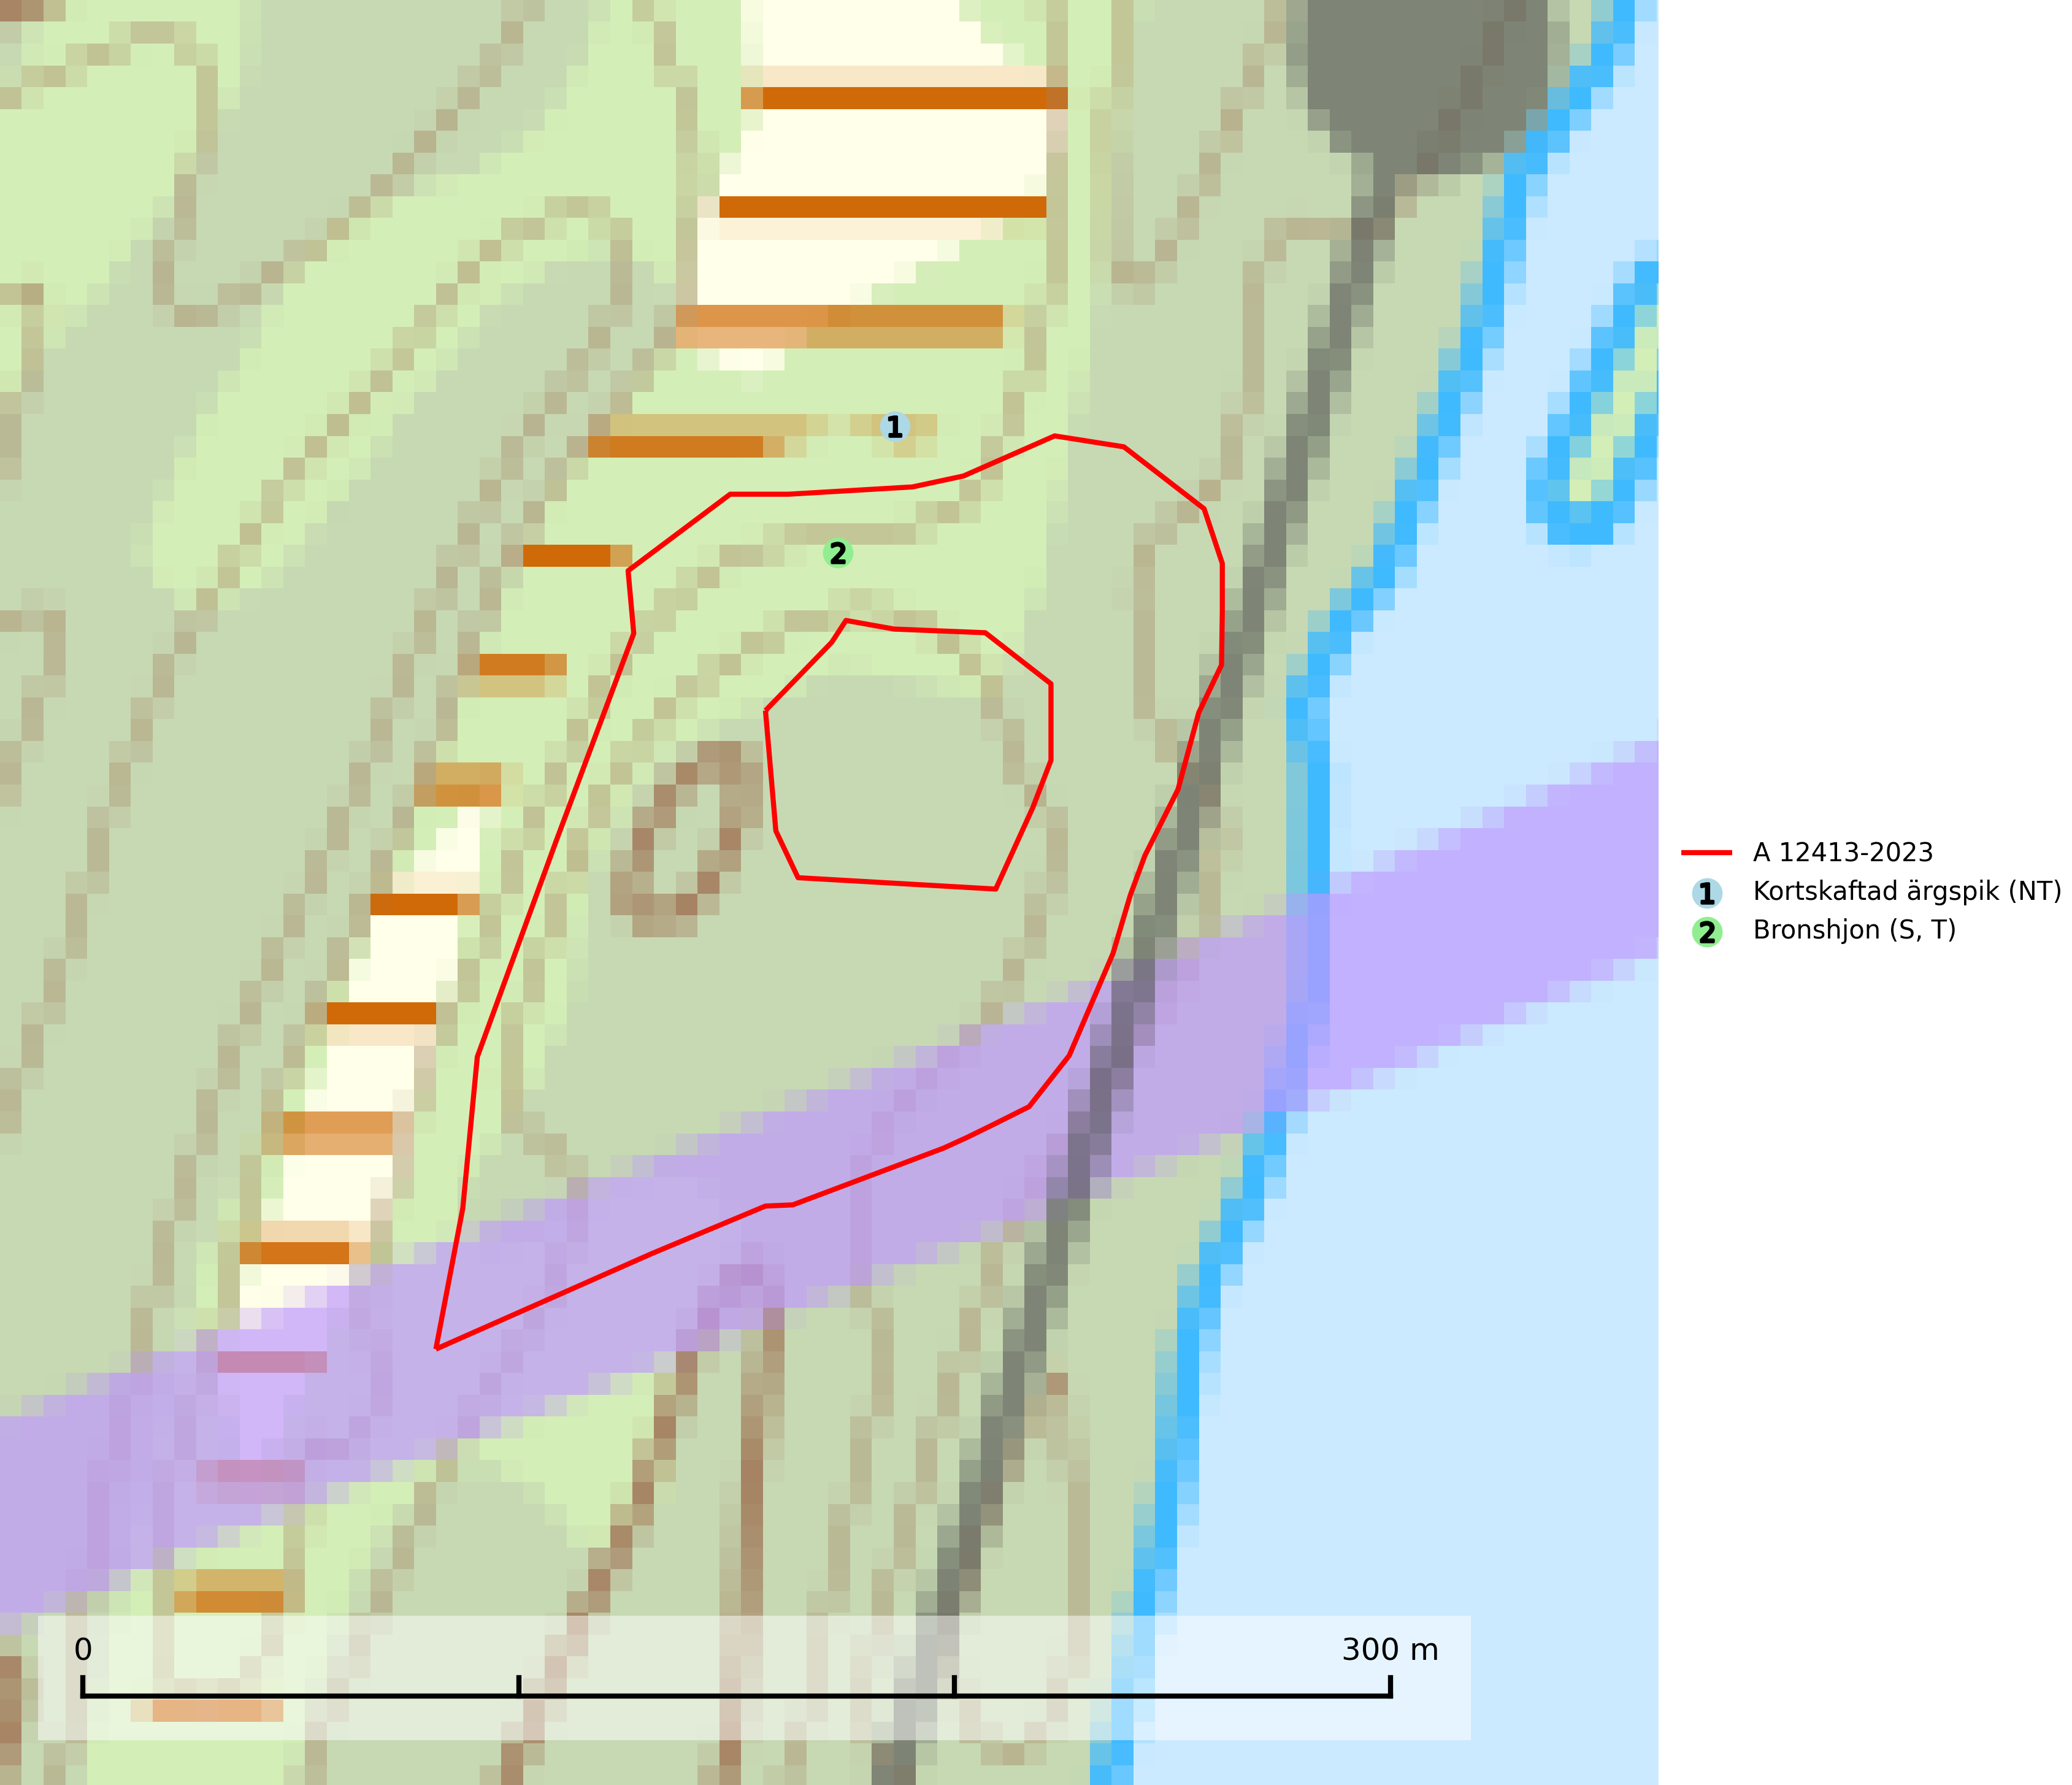 1
2
A 12413-2023
1 Kortskaftad ärgspik (NT)
2 Bronshjon (S, T)
0 300 m